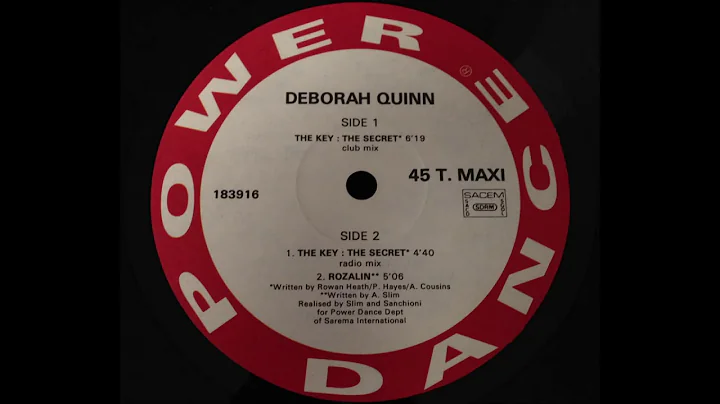 POWER DANCE ®
DEBORAH QUINN
SIDE 1
THE KEY : THE SECRET* 6'19
club mix
183916
45 T. MAXI
SACEM
SDRM
SIDE 2
1. THE KEY : THE SECRET* 4'40
radio mix
2. ROZALIN** 5'06
*Written by Rowan Heath/P. Hayes/A. Cousins
**Written by A. Slim
Realised by Slim and Sanchioni
for Power Dance Dept
of Sarema International